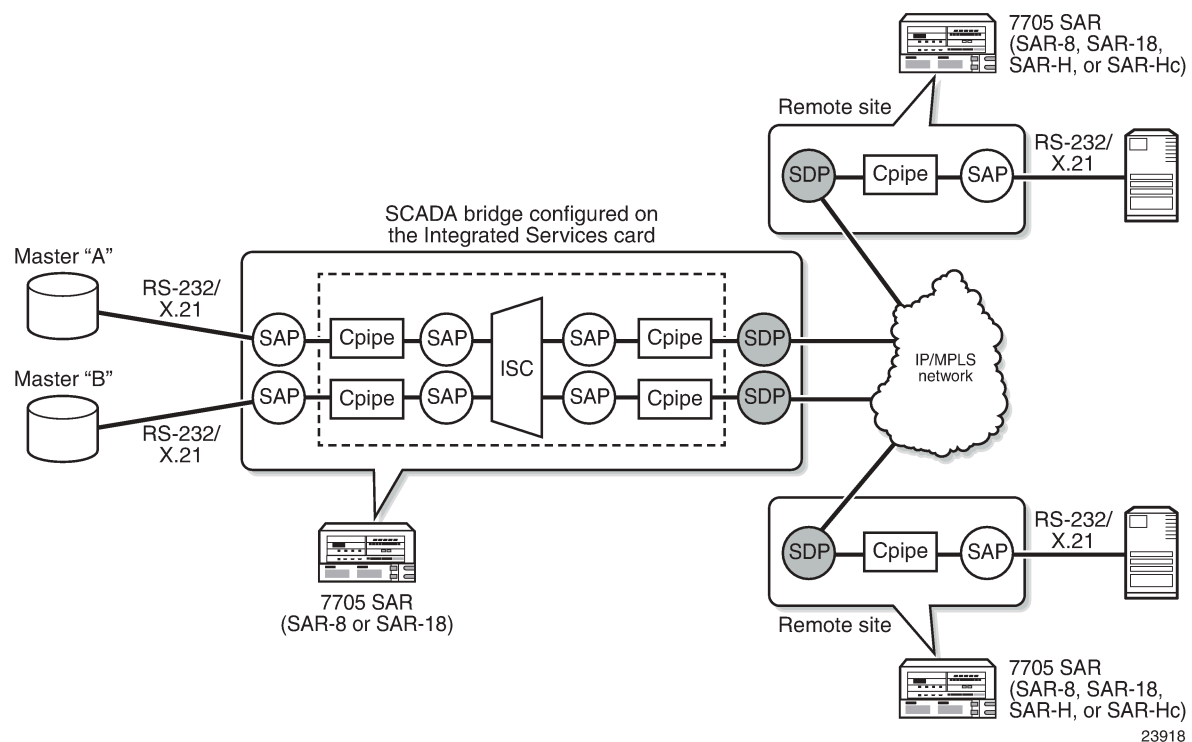 7705 SAR
(SAR-8, SAR-18,
SAR-H, or SAR-Hc)
Remote site
RS-232/
X.21
SDP
Cpipe
SAP
SCADA bridge configured on
the Integrated Services card
Master “A”
RS-232/
X.21
SAP
Cpipe
SAP
ISC
SAP
Cpipe
SDP
IP/MPLS
network
Master “B”
SAP
Cpipe
SAP
SAP
Cpipe
SDP
RS-232/
X.21
7705 SAR
(SAR-8 or SAR-18)
SDP
Cpipe
SAP
RS-232/
X.21
Remote site
7705 SAR
(SAR-8, SAR-18,
SAR-H, or SAR-Hc)
23918